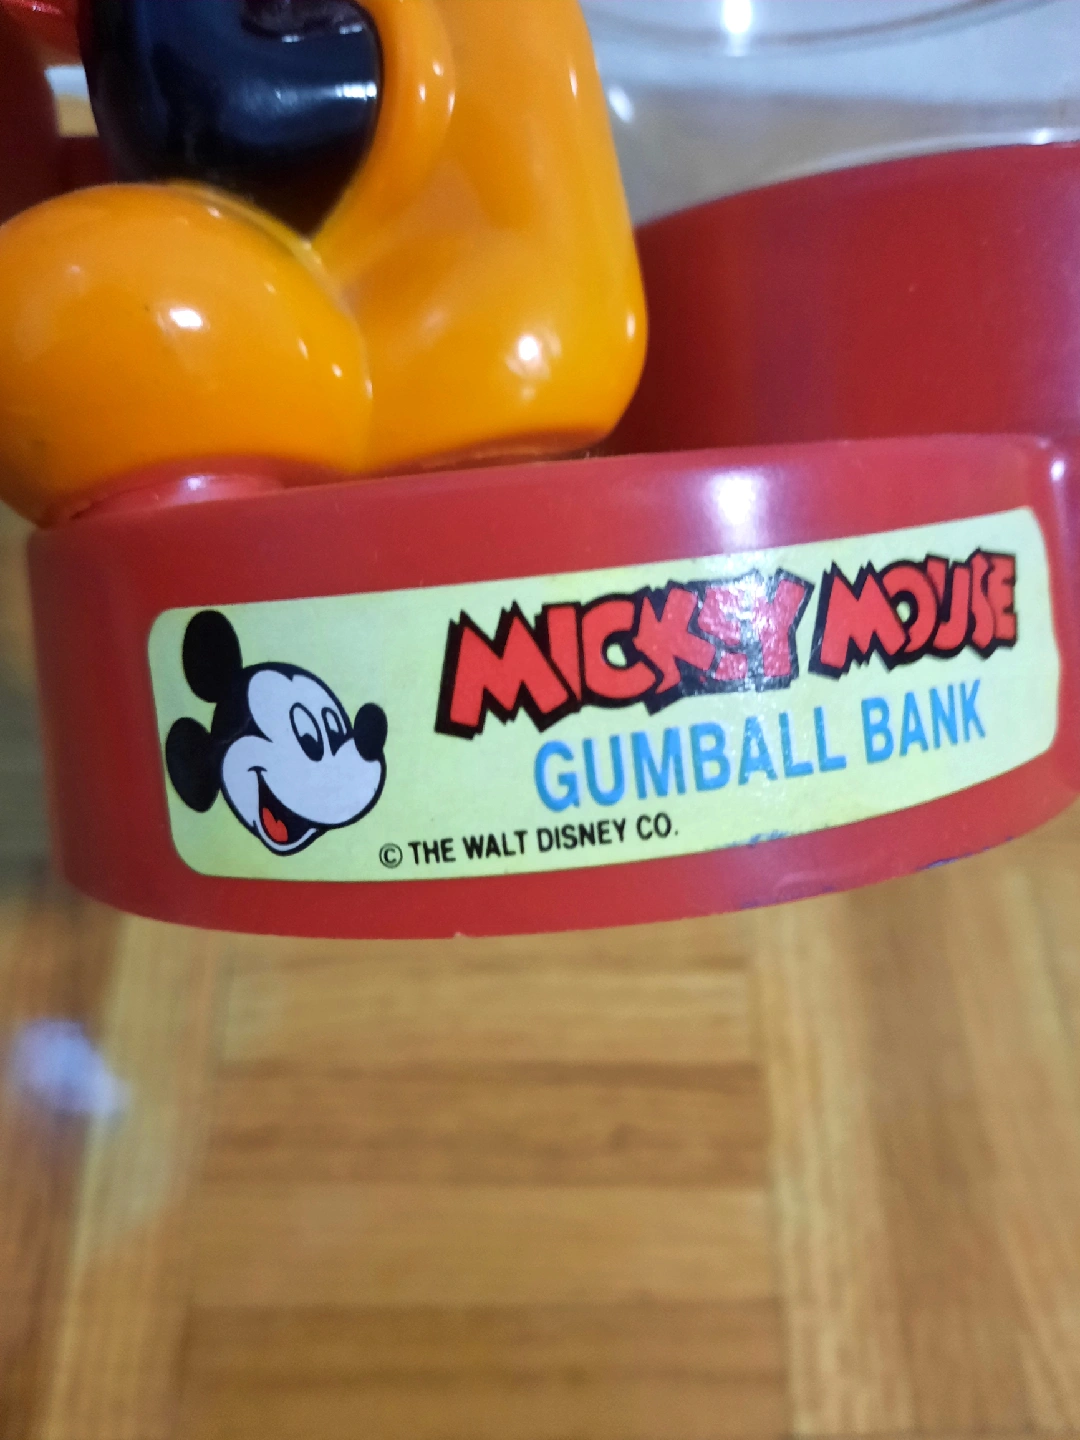 MICKEY MOUSE
GUMBALL BANK
© THE WALT DISNEY CO.